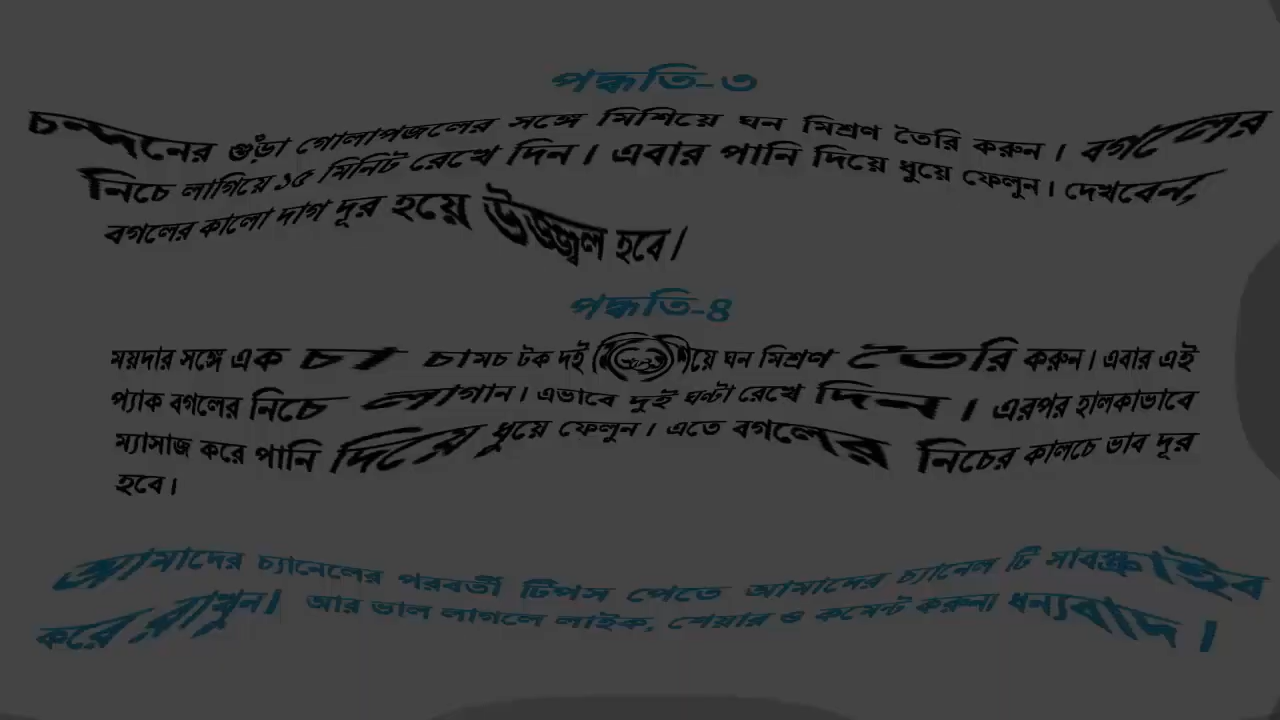 পদ্ধতি-৩
চন্দনের গুঁড়া গোলাপজলের সঙ্গে মিশিয়ে ঘন মিশ্রণ তৈরি করুন। বগলের
নিচে লাগিয়ে ১৫ মিনিট রেখে দিন। এবার পানি দিয়ে ধুয়ে ফেলুন। দেখবেন,
বগলের কালো দাগ দূর হয়ে উজ্জ্বল হবে।
পদ্ধতি-৪
ময়দার সঙ্গে এক চা চামচ টক দই ঘন মিশ্রণ তৈরি করুন। এবার এই
প্যাক বগলের নিচে লাগান। এভাবে দুই ঘণ্টা রেখে দিন। এরপর হালকাভাবে
ম্যাসাজ করে পানি দিয়ে ধুয়ে ফেলুন। এতে বগলের নিচের কালচে ভাব দূর
হবে।
আমাদের চ্যানেলের পরবর্তী টিপস পেতে আমাদের চ্যানেল টি সাবস্ক্রাইব
করে রাখুন। আর ভাল লাগলে লাইক, শেয়ার ও কমেন্ট করুন। ধন্যবাদ।